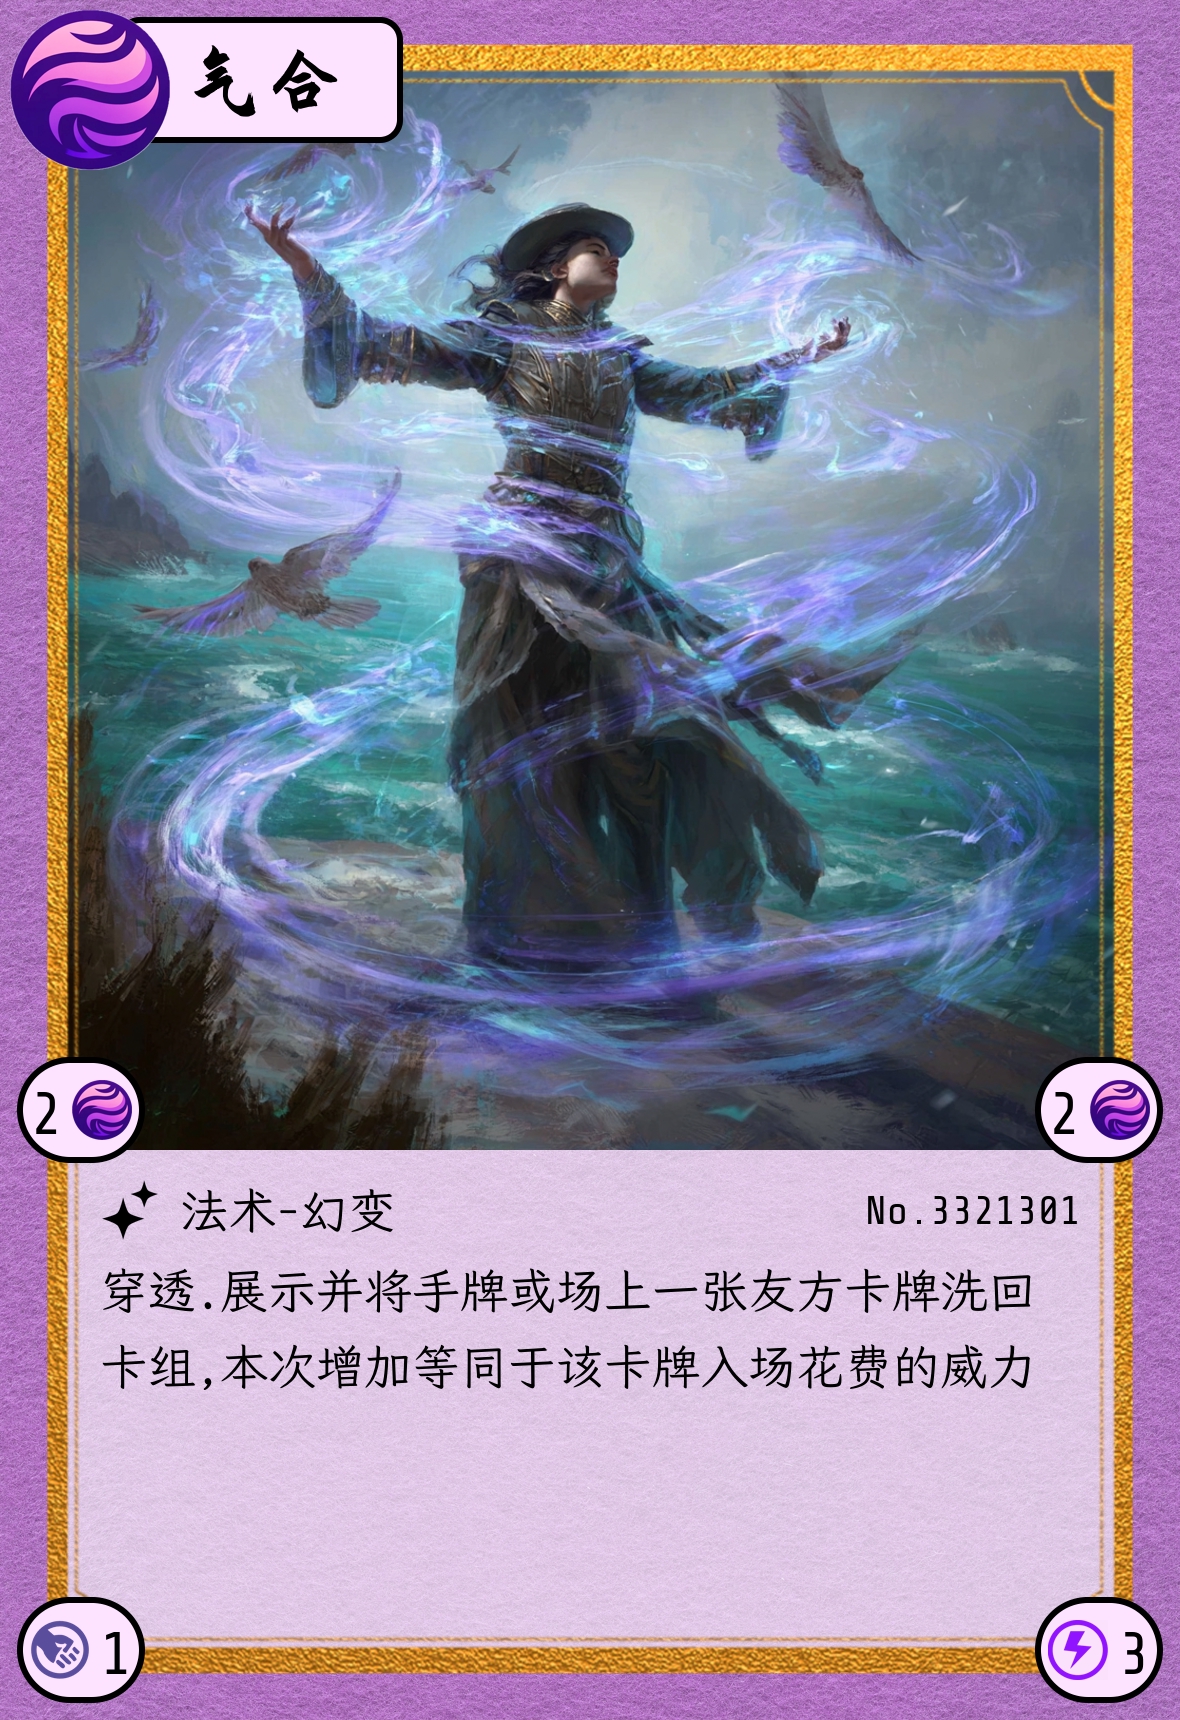 气合
2
2
法术-幻变
No.3321301
穿透.展示并将手牌或场上一张友方卡牌洗回
卡组,本次增加等同于该卡牌入场花费的威力
1
3